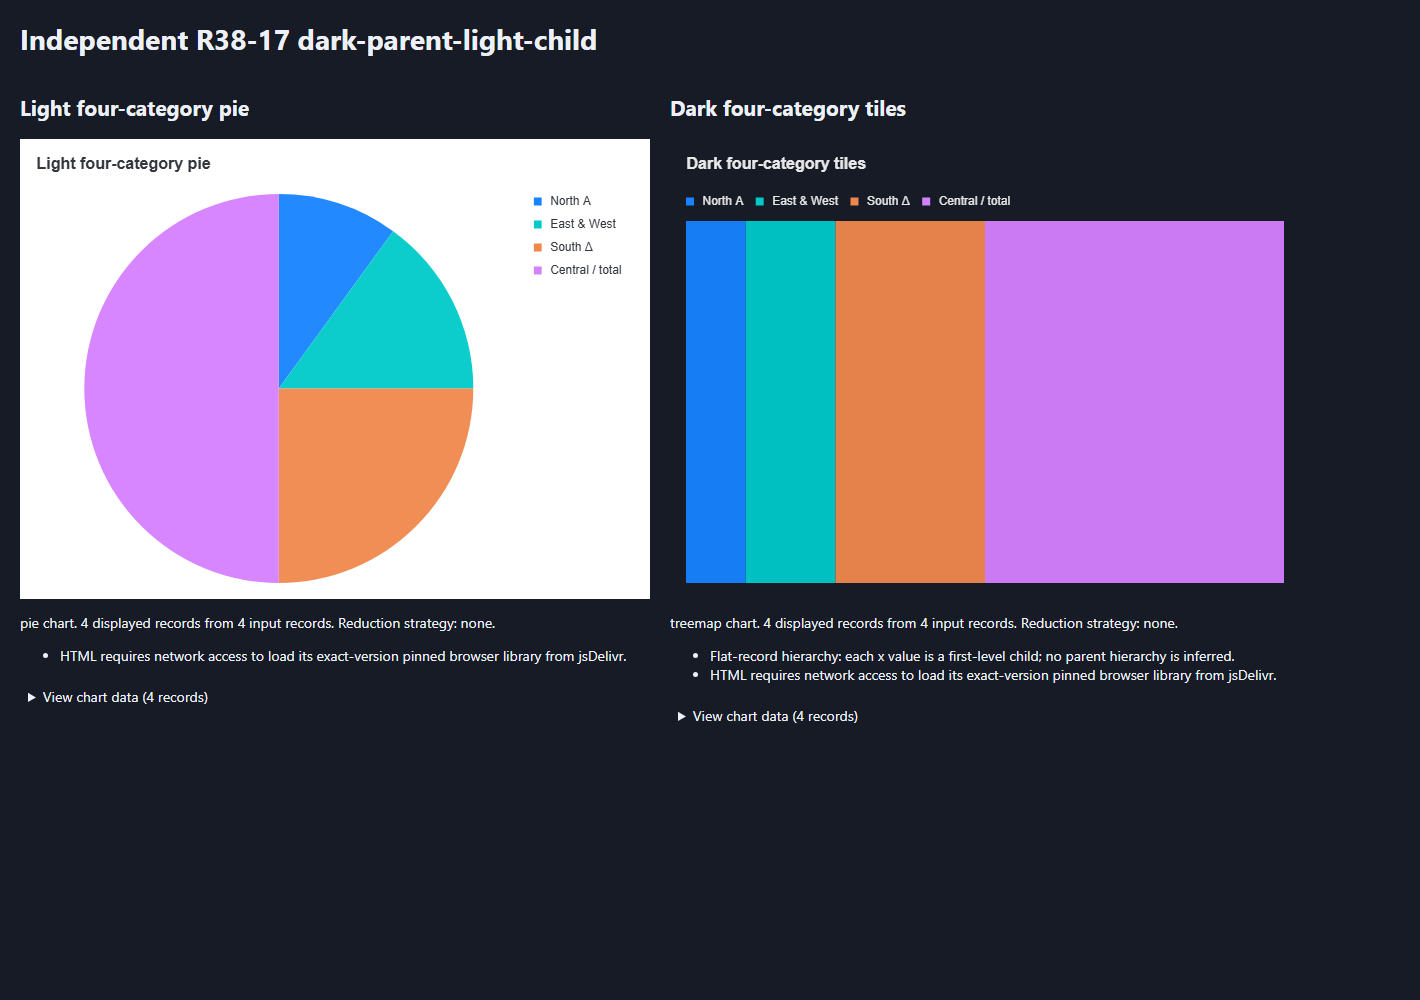 Independent R38-17 dark-parent-light-child
Light four-category pie
Light four-category pie
North A
East & West
South Δ
Central / total
pie chart. 4 displayed records from 4 input records. Reduction strategy: none.
HTML requires network access to load its exact-version pinned browser library from jsDelivr.
View chart data (4 records)
Dark four-category tiles
Dark four-category tiles
North A East & West South Δ Central / total
treemap chart. 4 displayed records from 4 input records. Reduction strategy: none.
Flat-record hierarchy: each x value is a first-level child; no parent hierarchy is inferred.
HTML requires network access to load its exact-version pinned browser library from jsDelivr.
View chart data (4 records)